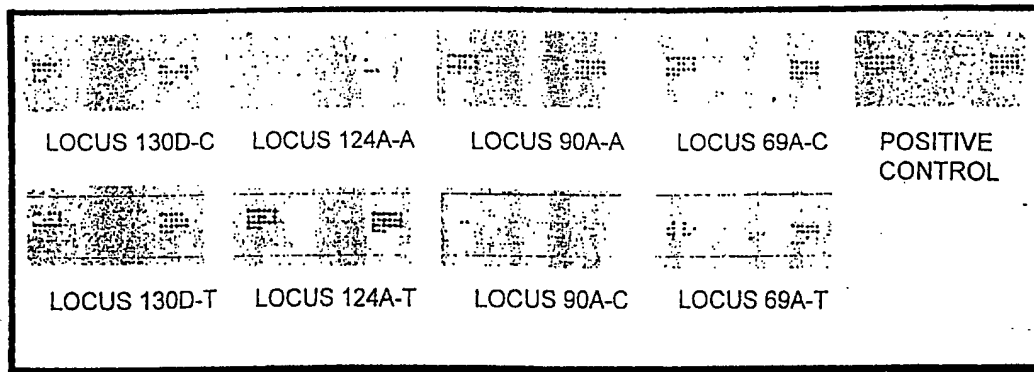 LOCUS 130D-C LOCUS 124A-A LOCUS 90A-A LOCUS 69A-C POSITIVE CONTROL
LOCUS 130D-T LOCUS 124A-T LOCUS 90A-C LOCUS 69A-T